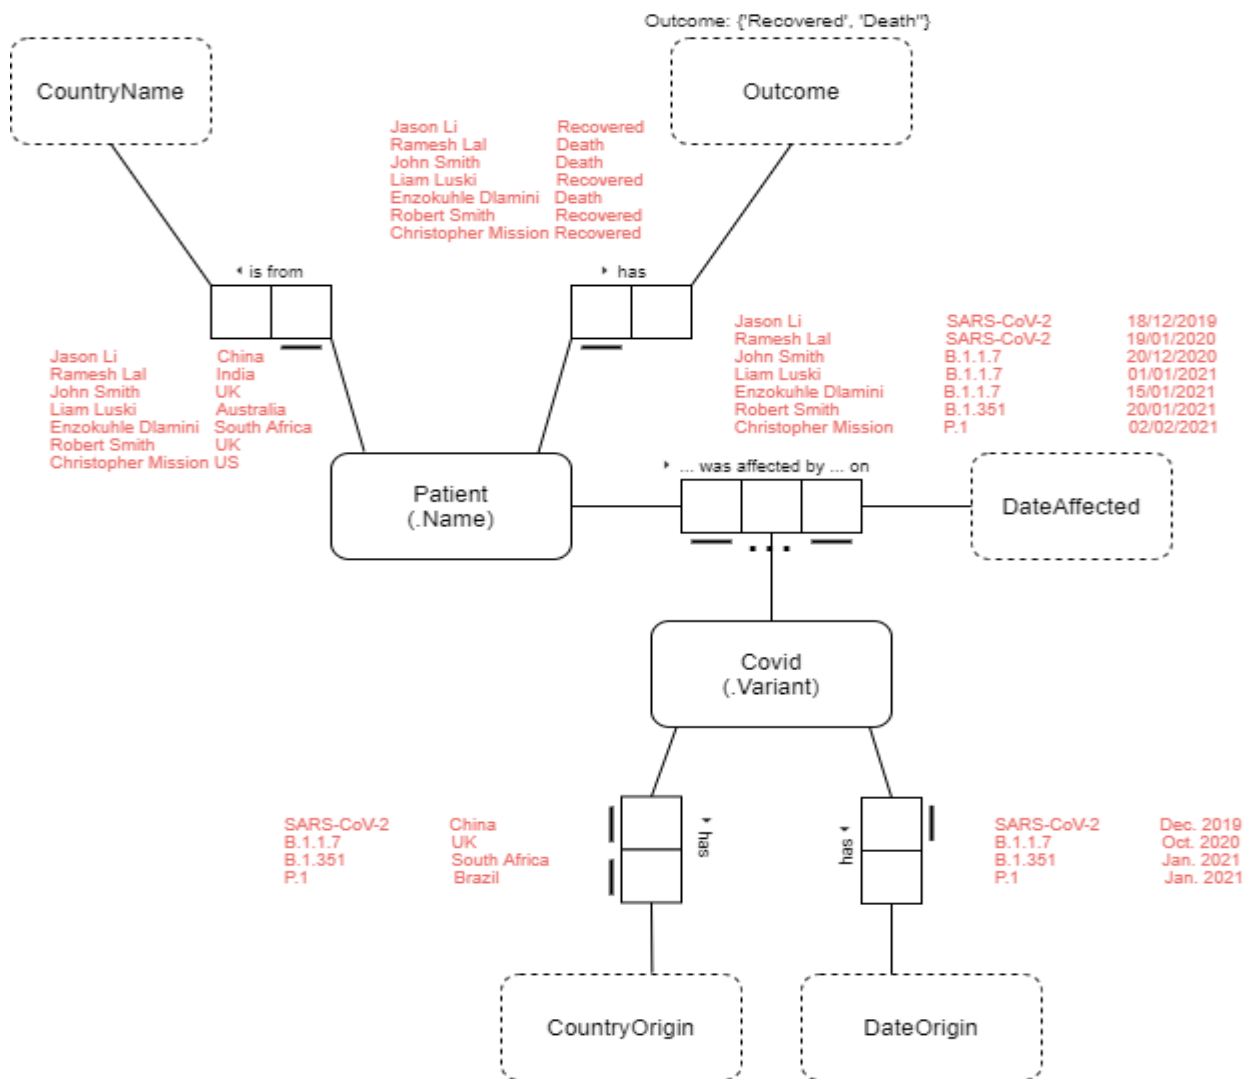 Outcome: {'Recovered', 'Death"}
CountryName
Outcome
Jason Li Recovered
Ramesh Lal Death
John Smith Death
Liam Luski Recovered
Enzokuhle Dlamini Death
Robert Smith Recovered
Christopher Mission Recovered
is from
has
Jason Li China
Ramesh Lal India
John Smith UK
Liam Luski Australia
Enzokuhle Dlamini South Africa
Robert Smith UK
Christopher Mission US
Jason Li SARS-CoV-2 18/12/2019
Ramesh Lal SARS-CoV-2 19/01/2020
John Smith B.1.1.7 20/12/2020
Liam Luski B.1.1.7 01/01/2021
Enzokuhle Dlamini B.1.1.7 15/01/2021
Robert Smith B.1.351 20/01/2021
Christopher Mission P.1 02/02/2021
... was affected by ... on
Patient
(.Name)
DateAffected
Covid
(.Variant)
SARS-CoV-2 China
B.1.1.7 UK
B.1.351 South Africa
P.1 Brazil
has
has
SARS-CoV-2 Dec. 2019
B.1.1.7 Oct. 2020
B.1.351 Jan. 2021
P.1 Jan. 2021
CountryOrigin
DateOrigin